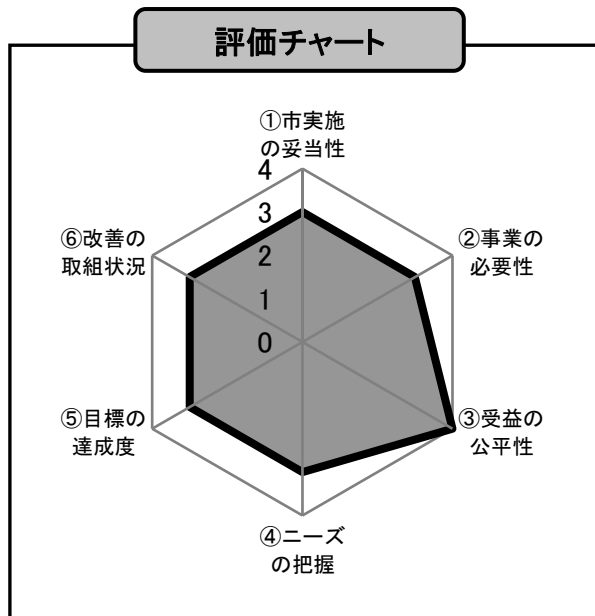 評価チャート
①市実施
の妥当性
4
3
2
1
0
②事業の
必要性
③受益の
公平性
④ニーズ
の把握
⑤目標の
達成度
⑥改善の
取組状況